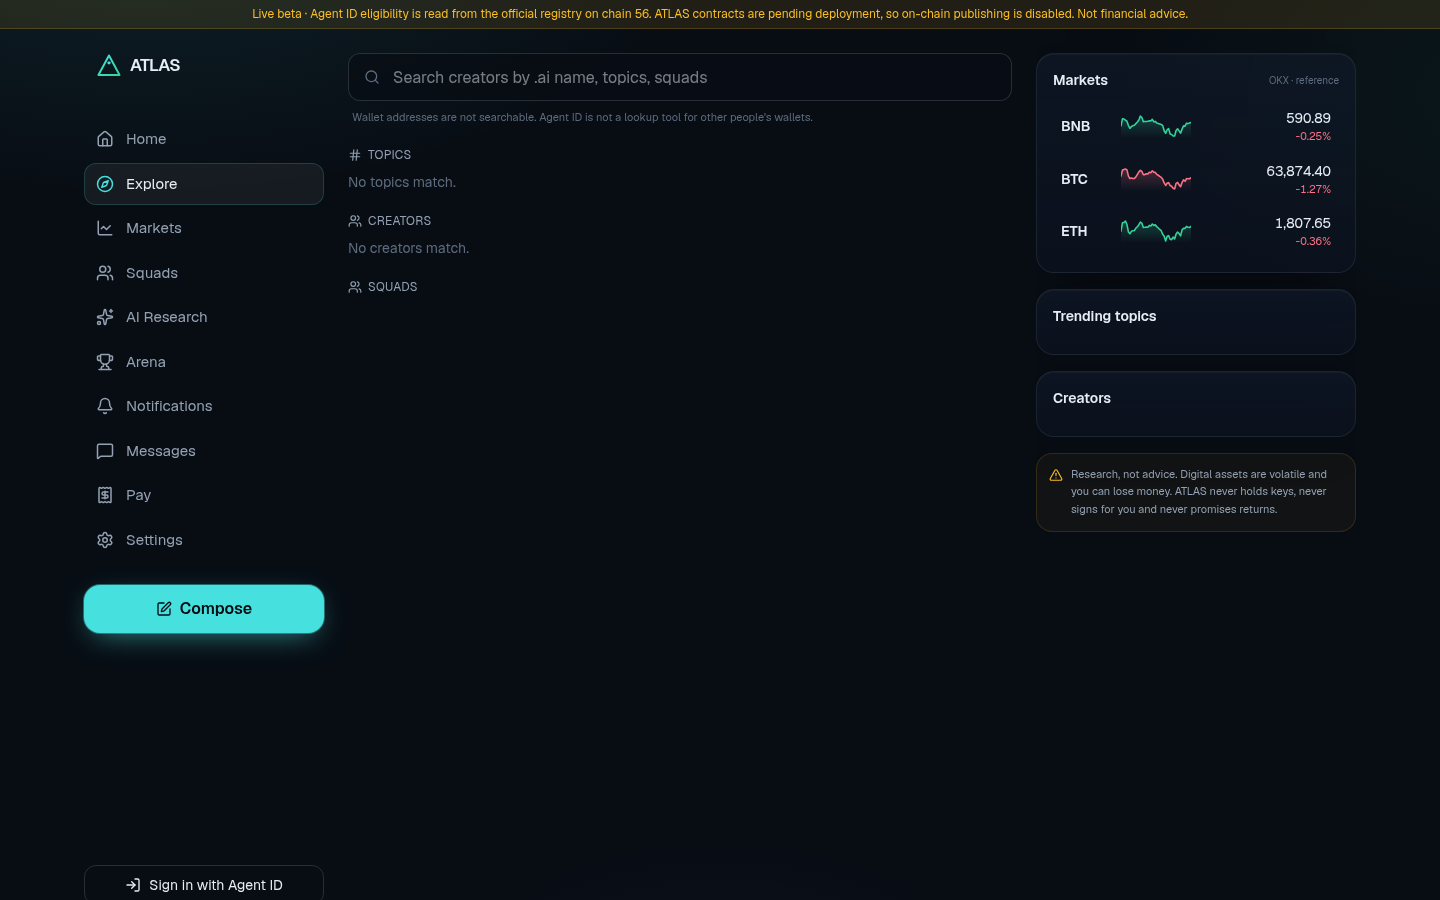 Live beta · Agent ID eligibility is read from the official registry on chain 56. ATLAS contracts are pending deployment, so on-chain publishing is disabled. Not financial advice.
ATLAS
Home
Explore
Markets
Squads
AI Research
Arena
Notifications
Messages
Pay
Settings
Compose
Sign in with Agent ID
Search creators by .ai name, topics, squads
Wallet addresses are not searchable. Agent ID is not a lookup tool for other people's wallets.
TOPICS
No topics match.
CREATORS
No creators match.
SQUADS
Markets
OKX · reference
BNB
590.89
-0.25%
BTC
63,874.40
-1.27%
ETH
1,807.65
-0.36%
Trending topics
Creators
Research, not advice. Digital assets are volatile and
you can lose money. ATLAS never holds keys, never
signs for you and never promises returns.